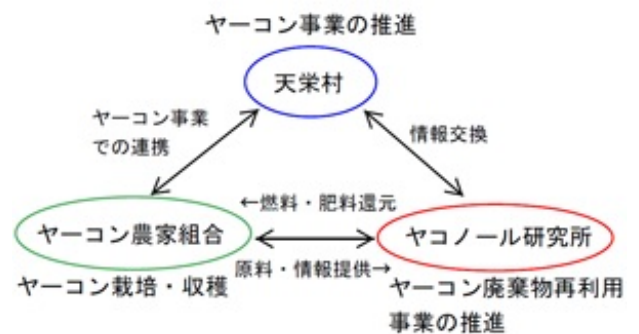 ヤーコン事業の推進
天栄村
ヤーコン事業
での連携
情報交換
←燃料・肥料還元
ヤーコン農家組合
ヤコノール研究所
原料・情報提供→
ヤーコン栽培・収穫
ヤーコン廃棄物再利用
事業の推進